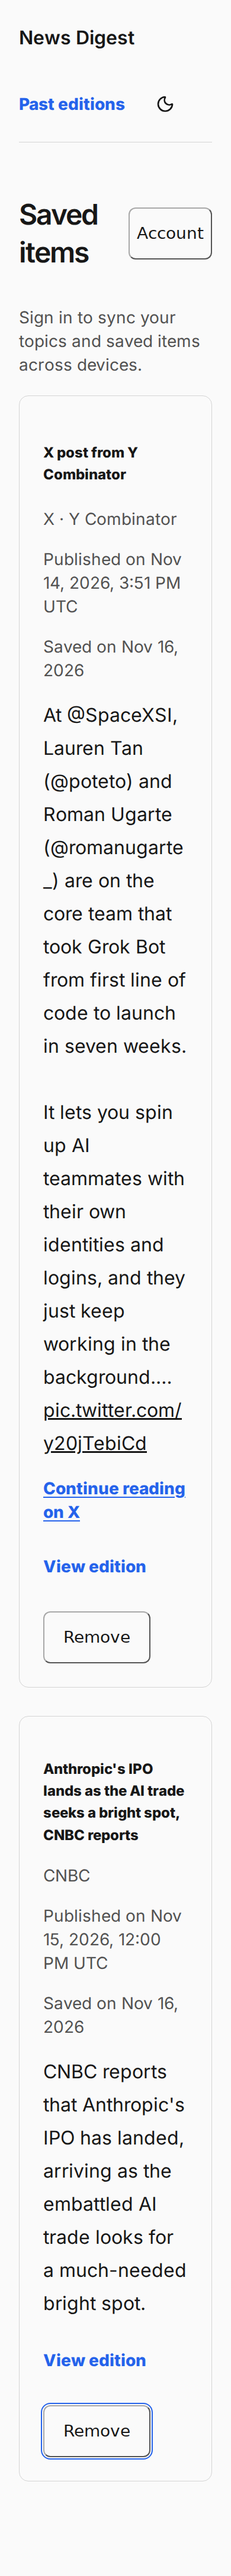 News Digest
Past editions
Saved
items
Account
Sign in to sync your
topics and saved items
across devices.
X post from Y
Combinator
X · Y Combinator
Published on Nov
14, 2026, 3:51 PM
UTC
Saved on Nov 16,
2026
At @SpaceXSI,
Lauren Tan
(@poteto) and
Roman Ugarte
(@romanugarte
_) are on the
core team that
took Grok Bot
from first line of
code to launch
in seven weeks.
It lets you spin
up AI
teammates with
their own
identities and
logins, and they
just keep
working in the
background....
pic.twitter.com/
y20jTebiCd
Continue reading
on X
View edition
Remove
Anthropic's IPO
lands as the AI trade
seeks a bright spot,
CNBC reports
CNBC
Published on Nov
15, 2026, 12:00
PM UTC
Saved on Nov 16,
2026
CNBC reports
that Anthropic's
IPO has landed,
arriving as the
embattled AI
trade looks for
a much-needed
bright spot.
View edition
Remove